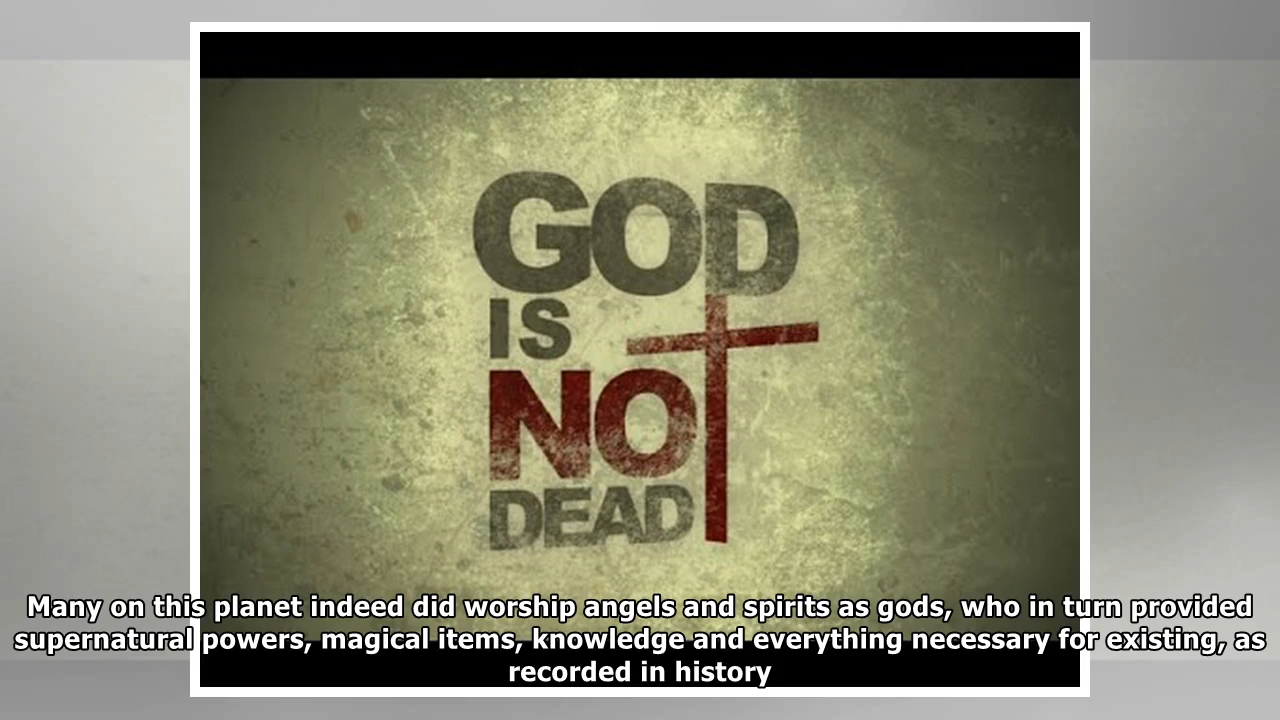 GOD
IS
NOT
DEAD
Many on this planet indeed did worship angels and spirits as gods, who in turn provided
supernatural powers, magical items, knowledge and everything necessary for existing, as
recorded in history